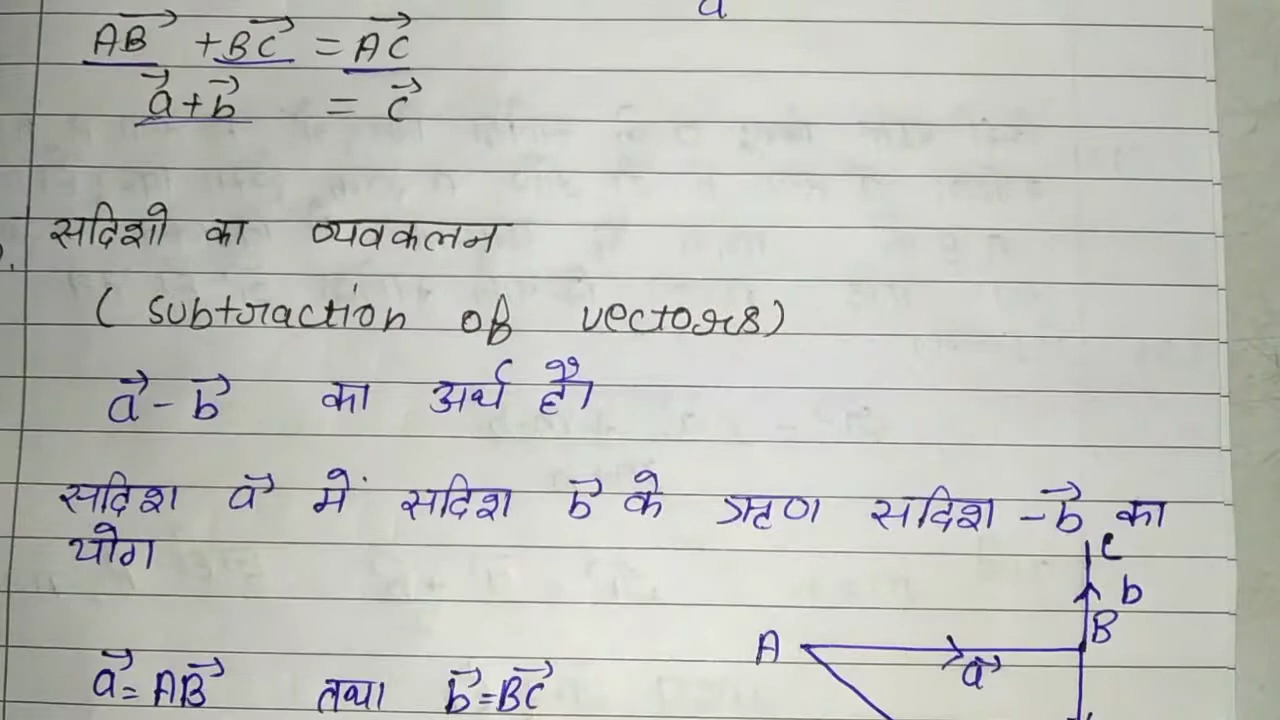 a
AB⃗ + BC⃗ = AC⃗
a⃗ + b⃗ = c⃗
सदिशो का व्यवकलन
( subtraction of vectors)
a⃗ - b⃗ का अर्थ है।
सदिश a⃗ में सदिश b⃗ के ऋण सदिश -b⃗ का
योग
C
b
B
A
a⃗
a⃗ = AB⃗ तथा b⃗ = BC⃗